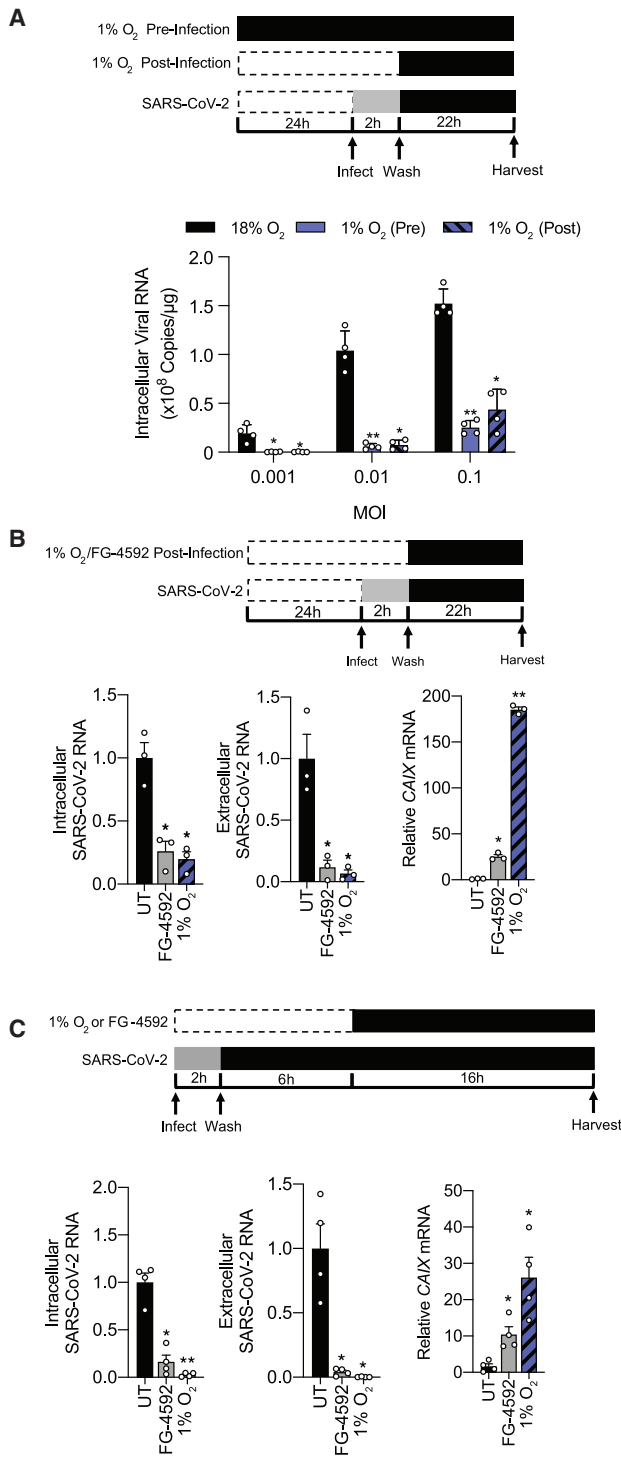 A
1% O₂ Pre-Infection
1% O₂ Post-Infection
SARS-CoV-2
24h 2h 22h
Infect Wash Harvest
18% O₂ 1% O₂ (Pre) 1% O₂ (Post)
Intracellular Viral RNA
(x10⁸ Copies/µg)
2.0
1.5
1.0
0.5
0
* * ** * ** *
0.001 0.01 0.1
MOI
B
1% O₂/FG-4592 Post-Infection
SARS-CoV-2
24h 2h 22h
Infect Wash Harvest
Intracellular
SARS-CoV-2 RNA
1.5
1.0
0.5
0.0
* *
UT FG-4592 1% O₂
Extracellular
SARS-CoV-2 RNA
1.5
1.0
0.5
0.0
* *
UT FG-4592 1% O₂
Relative CAIX mRNA
200
150
100
50
0
* **
UT FG-4592 1% O₂
C
1% O₂ or FG-4592
SARS-CoV-2
2h 6h 16h
Infect Wash Harvest
Intracellular
SARS-CoV-2 RNA
2.0
1.5
1.0
0.5
0.0
* **
UT FG-4592 1% O₂
Extracellular
SARS-CoV-2 RNA
1.5
1.0
0.5
0.0
* *
UT FG-4592 1% O₂
Relative CAIX mRNA
50
40
30
20
10
0
* *
UT FG-4592 1% O₂